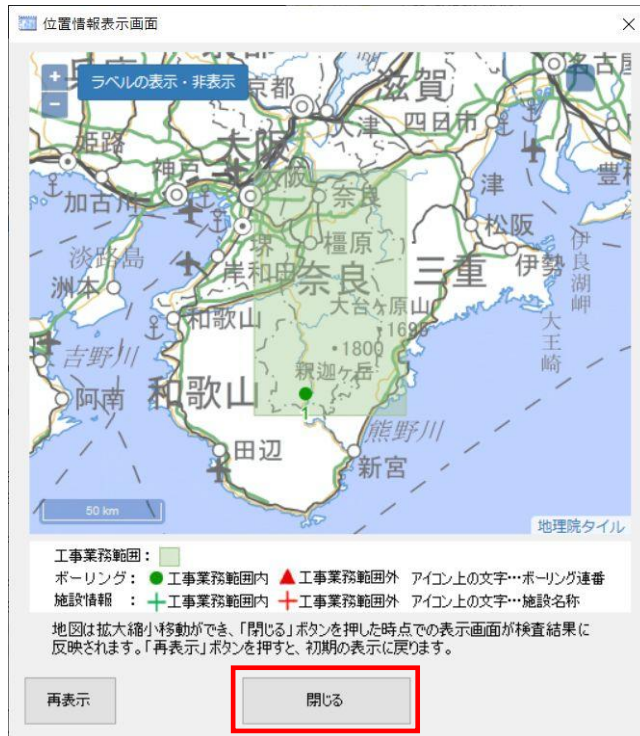 位置情報表示画面
×
+
ラベルの表示・非表示
−
京都
滋賀
名古屋
姫路
大津
四日市
大阪
神戸
津
加古川
奈良
松阪
堺
橿原
伊勢
淡路島
岸和田
奈良
三重
伊良湖岬
洲本
大台ヶ原山
和歌山
・1695
大王崎
・1800
吉野川
釈迦ヶ岳
阿南
和歌山
1
熊野川
田辺
新宮
50 km
地理院タイル
工事業務範囲:
ボーリング: 工事業務範囲内 工事業務範囲外 アイコン上の文字…ボーリング連番
施設情報 : 工事業務範囲内 工事業務範囲外 アイコン上の文字…施設名称
地図は拡大縮小移動ができ、「閉じる」ボタンを押した時点での表示画面が検査結果に
反映されます。「再表示」ボタンを押すと、初期の表示に戻ります。
再表示
閉じる